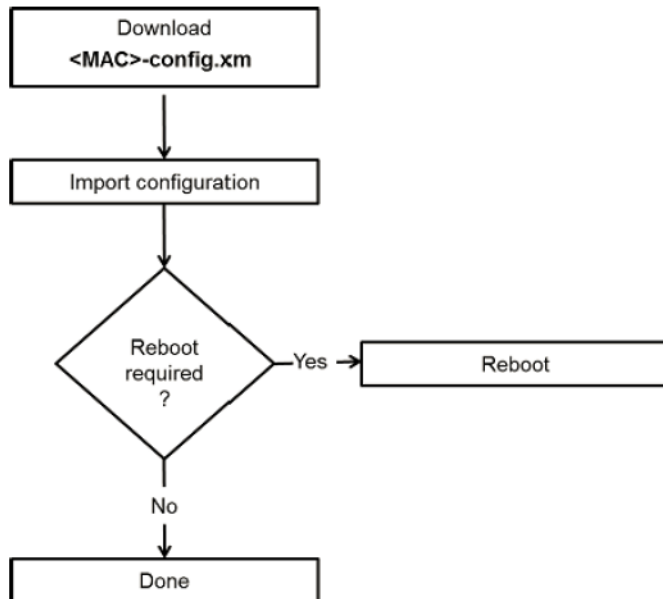 Download
<MAC>-config.xm
Import configuration
Reboot
required
?
Yes
Reboot
No
Done